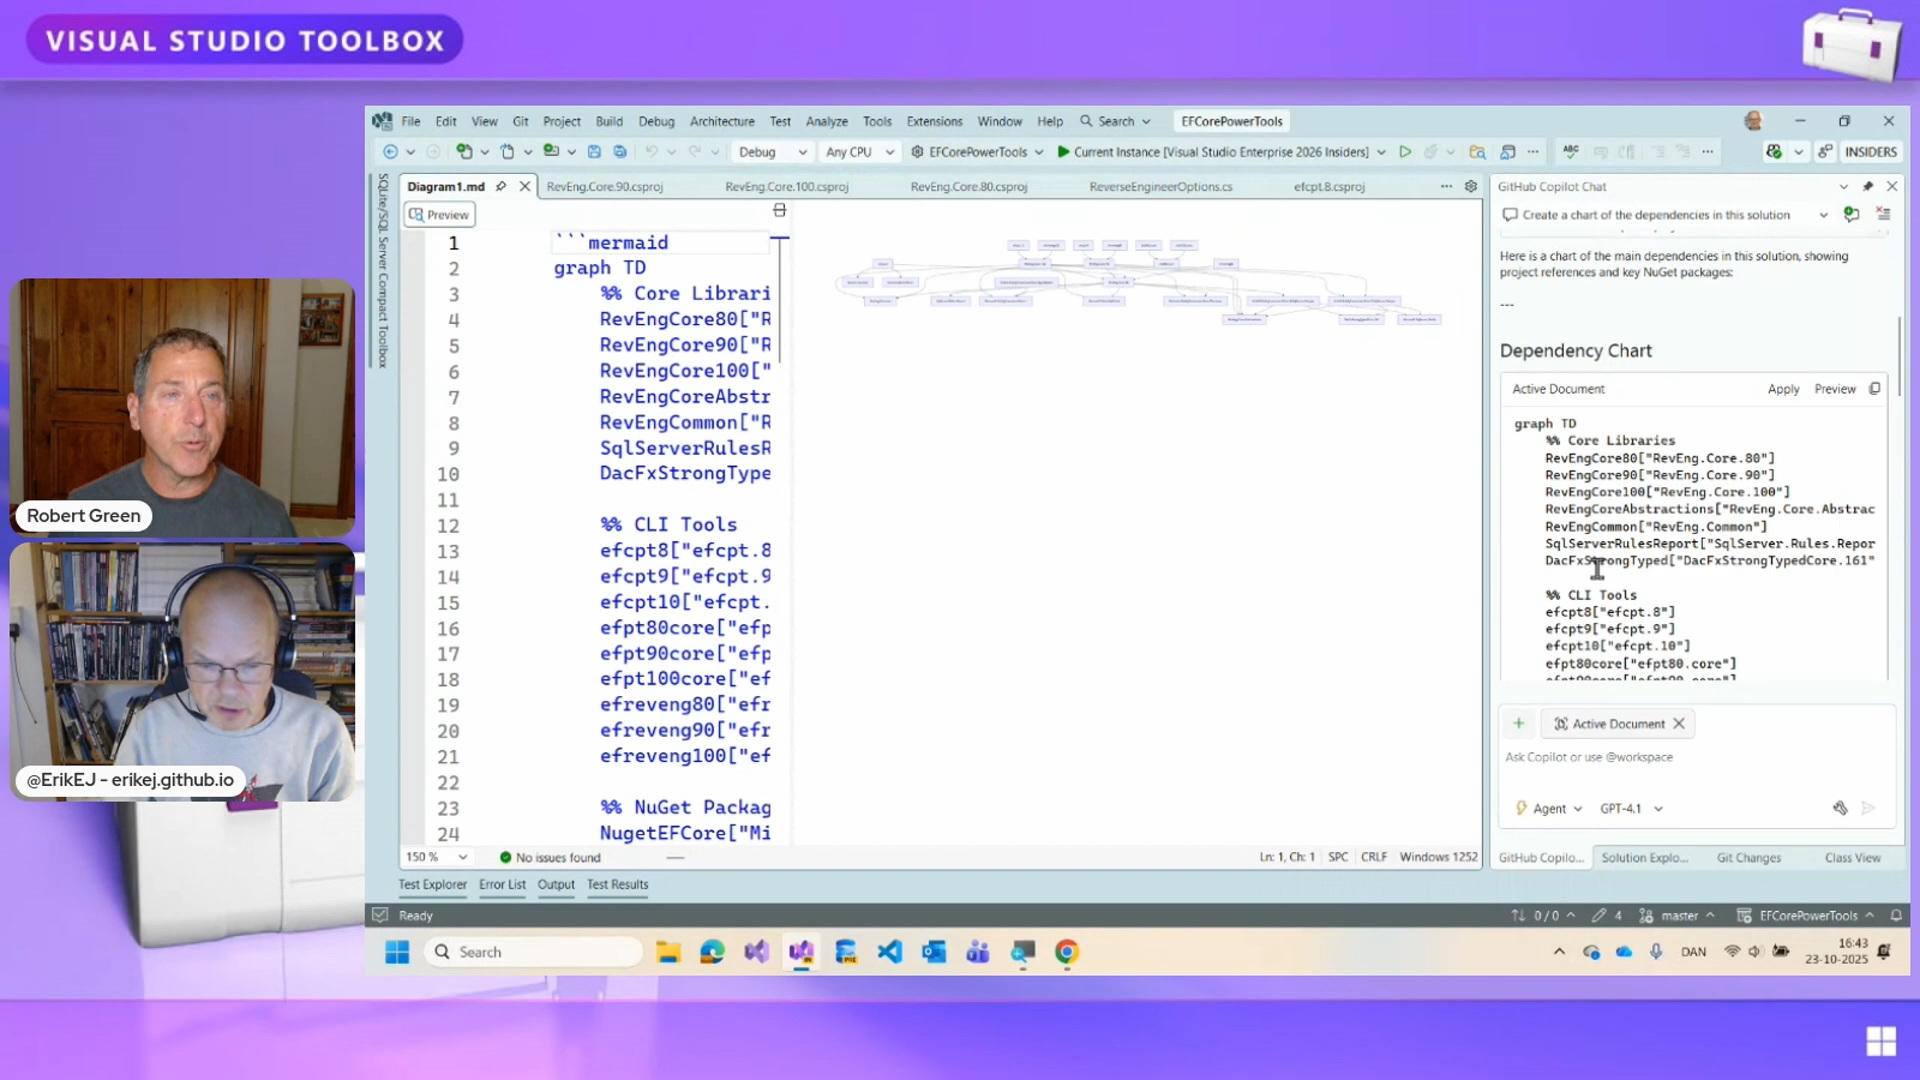 VISUAL STUDIO TOOLBOX
File Edit View Git Project Build Debug Architecture Test Analyze Tools Extensions Window Help Search EFCorePowerTools
Debug Any CPU EFCorePowerTools Current Instance [Visual Studio Enterprise 2026 Insiders] INSIDERS
SQLite/SQL Server Compact Toolbox
Diagram1.md RevEng.Core.90.csproj RevEng.Core.100.csproj RevEng.Core.80.csproj ReverseEngineerOptions.cs efcpt.8.csproj
Preview
1 ```mermaid
2 graph TD
3 %% Core Librari
4 RevEngCore80["R
5 RevEngCore90["R
6 RevEngCore100["
7 RevEngCoreAbstr
8 RevEngCommon["R
9 SqlServerRulesR
10 DacFxStrongType
11
12 %% CLI Tools
13 efcpt8["efcpt.8
14 efcpt9["efcpt.9
15 efcpt10["efcpt.
16 efpt80core["efp
17 efpt90core["efp
18 efpt100core["ef
19 efreveng80["efr
20 efreveng90["efr
21 efreveng100["ef
22
23 %% NuGet Packag
24 NugetEFCore["Mi
150 % No issues found Ln: 1, Ch: 1 SPC CRLF Windows 1252
GitHub Copilot Chat
Create a chart of the dependencies in this solution
Here is a chart of the main dependencies in this solution, showing
project references and key NuGet packages:
---
Dependency Chart
Active Document Apply Preview
graph TD
%% Core Libraries
RevEngCore80["RevEng.Core.80"]
RevEngCore90["RevEng.Core.90"]
RevEngCore100["RevEng.Core.100"]
RevEngCoreAbstractions["RevEng.Core.Abstrac
RevEngCommon["RevEng.Common"]
SqlServerRulesReport["SqlServer.Rules.Repor
DacFxStrongTyped["DacFxStrongTypedCore.161"
%% CLI Tools
efcpt8["efcpt.8"]
efcpt9["efcpt.9"]
efcpt10["efcpt.10"]
efpt80core["efpt80.core"]
Active Document
Ask Copilot or use @workspace
Agent GPT-4.1
GitHub Copilo... Solution Explo... Git Changes Class View
Test Explorer Error List Output Test Results
Ready 0 / 0 4 master EFCorePowerTools
Search DAN 16:43
23-10-2025
Robert Green
@ErikEJ - erikej.github.io